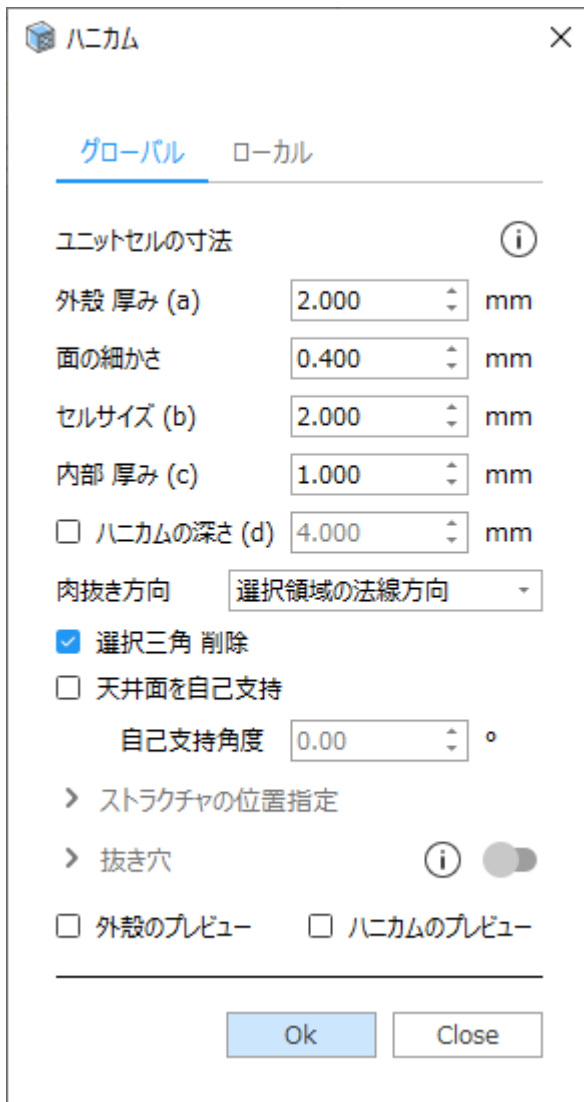 ハニカム
グローバル ローカル
ユニットセルの寸法
外殻 厚み (a) 2.000 mm
面の細かさ 0.400 mm
セルサイズ (b) 2.000 mm
内部 厚み (c) 1.000 mm
ハニカムの深さ (d) 4.000 mm
肉抜き方向 選択領域の法線方向
選択三角 削除
天井面を自己支持
自己支持角度 0.00 °
ストラクチャの位置指定
抜き穴
外殻のプレビュー ハニカムのプレビュー
Ok Close